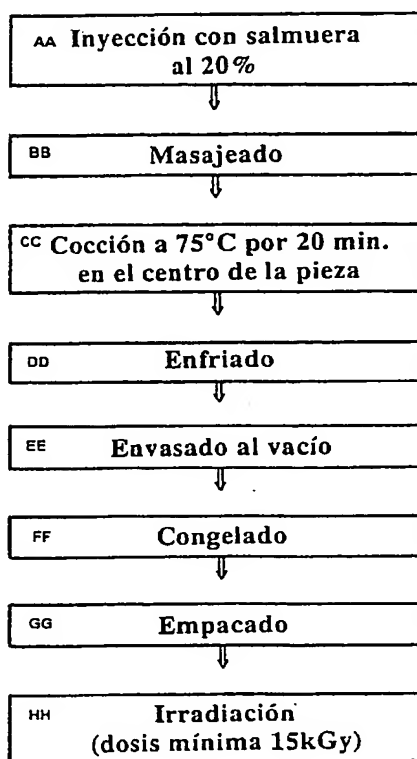 AA Inyección con salmuera
al 20%
BB Masajeado
CC Cocción a 75°C por 20 min.
en el centro de la pieza
DD Enfriado
EE Envasado al vacío
FF Congelado
GG Empacado
HH Irradiación
(dosis mínima 15kGy)